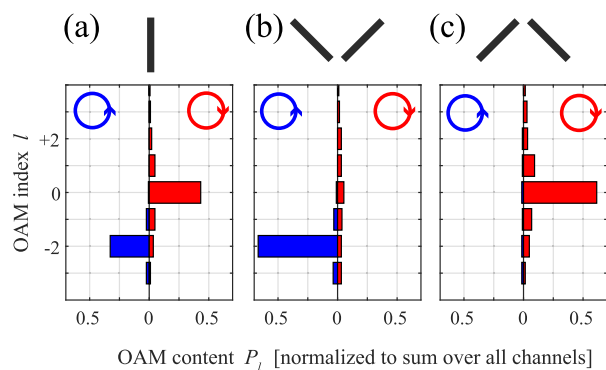 (a) (b) (c)
OAM index l
+2
0
-2
0.5 0 0.5 0.5 0 0.5 0.5 0 0.5
OAM content P_l [normalized to sum over all channels]